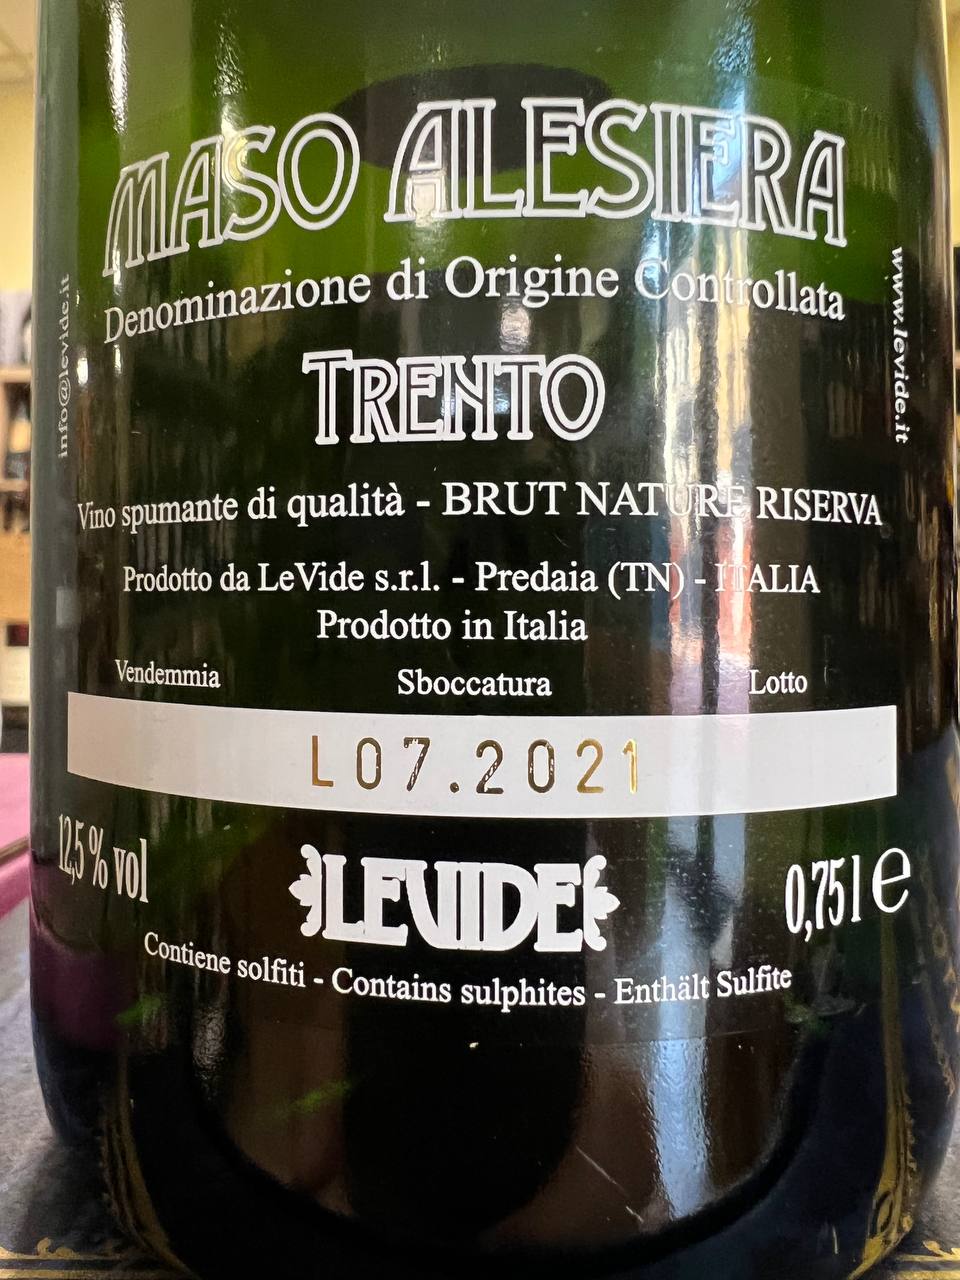 MASO ALESIERA
Denominazione di Origine Controllata
TRENTO
info@levide.it
www.levide.it
Vino spumante di qualità - BRUT NATURE RISERVA
Prodotto da LeVide s.r.l. - Predaia (TN) - ITALIA
Prodotto in Italia
Vendemmia Sboccatura Lotto
L07.2021
12,5 % vol
LEVIDE
0,75 l e
Contiene solfiti - Contains sulphites - Enthält Sulfite